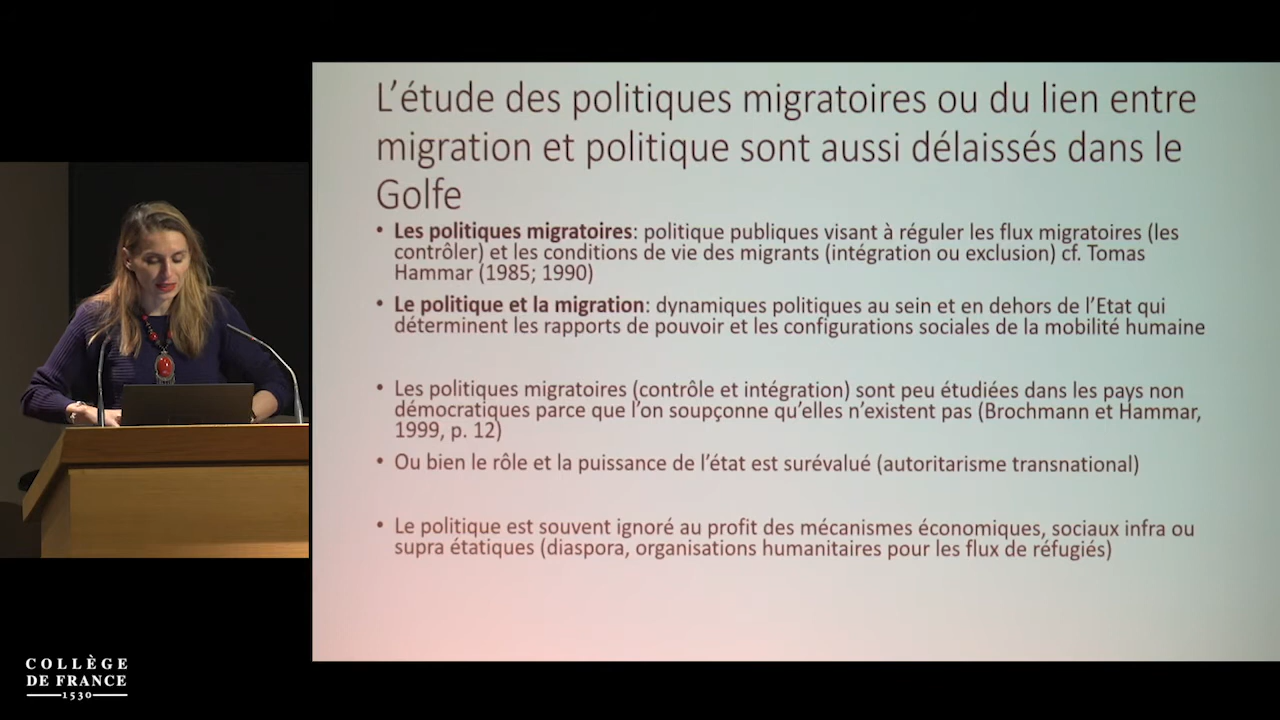 L'étude des politiques migratoires ou du lien entre
migration et politique sont aussi délaissés dans le
Golfe
• Les politiques migratoires: politique publiques visant à réguler les flux migratoires (les
contrôler) et les conditions de vie des migrants (intégration ou exclusion) cf. Tomas
Hammar (1985; 1990)
• Le politique et la migration: dynamiques politiques au sein et en dehors de l'Etat qui
déterminent les rapports de pouvoir et les configurations sociales de la mobilité humaine
• Les politiques migratoires (contrôle et intégration) sont peu étudiées dans les pays non
démocratiques parce que l'on soupçonne qu'elles n'existent pas (Brochmann et Hammar,
1999, p. 12)
• Ou bien le rôle et la puissance de l'état est surévalué (autoritarisme transnational)
• Le politique est souvent ignoré au profit des mécanismes économiques, sociaux infra ou
supra étatiques (diaspora, organisations humanitaires pour les flux de réfugiés)
COLLÈGE
DE FRANCE
1530